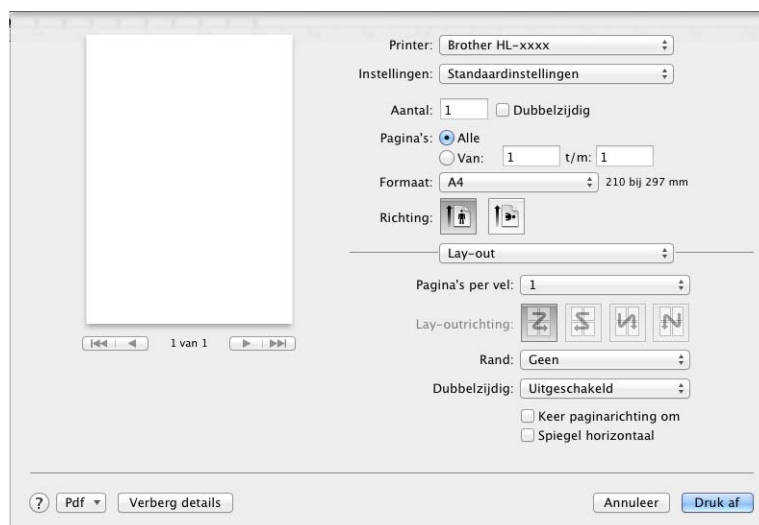 Printer: Brother HL-xxxx
Instellingen: Standaardinstellingen
Aantal: 1 Dubbelzijdig
Pagina's: Alle
Van: 1 t/m: 1
Formaat: A4 210 bij 297 mm
Richting:
Lay-out
Pagina's per vel: 1
Lay-outrichting:
1 van 1
Rand: Geen
Dubbelzijdig: Uitgeschakeld
Keer paginarichting om
Spiegel horizontaal
? Pdf Verberg details Annuleer Druk af